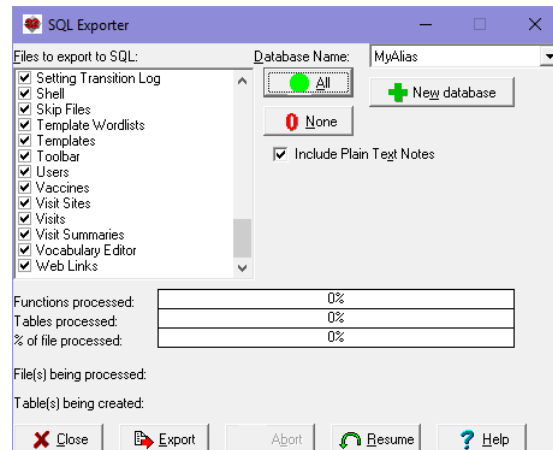 SQL Exporter
Files to export to SQL:
Database Name:
MyAlias
Setting Transition Log
Shell
Skip Files
Template Wordlists
Templates
Toolbar
Users
Vaccines
Visit Sites
Visits
Visit Summaries
Vocabulary Editor
Web Links
All
New database
None
Include Plain Text Notes
Functions processed:
0%
Tables processed:
0%
% of file processed:
0%
File(s) being processed:
Table(s) being created:
Close
Export
Abort
Resume
Help